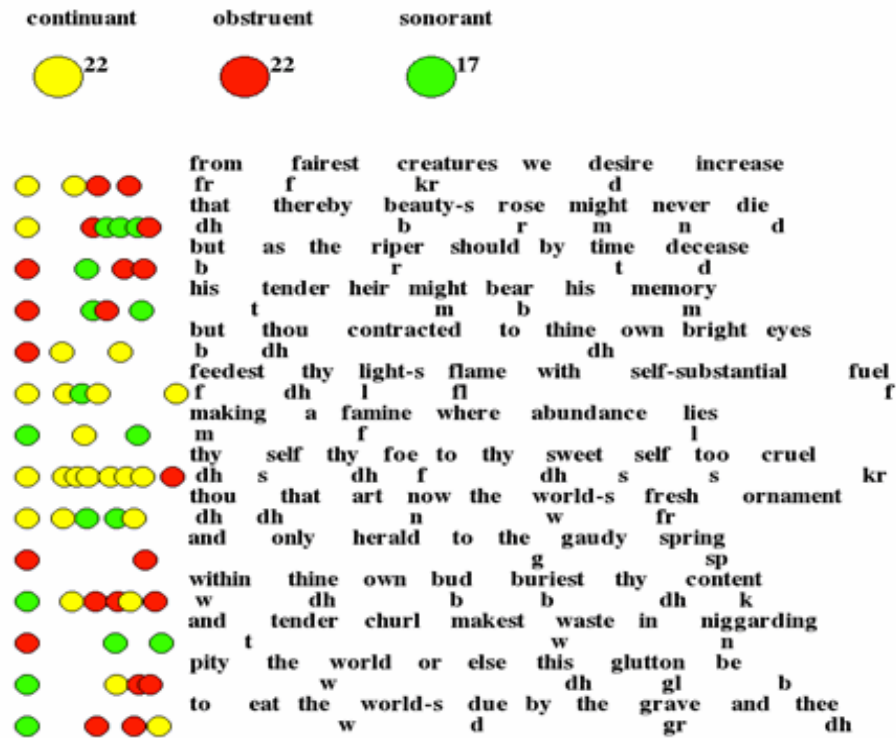 continuant obstruent sonorant
22 22 17
from fairest creatures we desire increase
fr f kr d
that thereby beauty-s rose might never die
dh b r m n d
but as the riper should by time decease
b r t d
his tender heir might bear his memory
t m b m
but thou contracted to thine own bright eyes
b dh dh
feedest thy light-s flame with self-substantial fuel
f dh l fl f
making a famine where abundance lies
m f l
thy self thy foe to thy sweet self too cruel
dh s dh f dh s s kr
thou that art now the world-s fresh ornament
dh dh n w fr
and only herald to the gaudy spring
g sp
within thine own bud buriest thy content
w dh b b dh k
and tender churl makest waste in niggarding
t w n
pity the world or else this glutton be
w dh gl b
to eat the world-s due by the grave and thee
w d gr dh